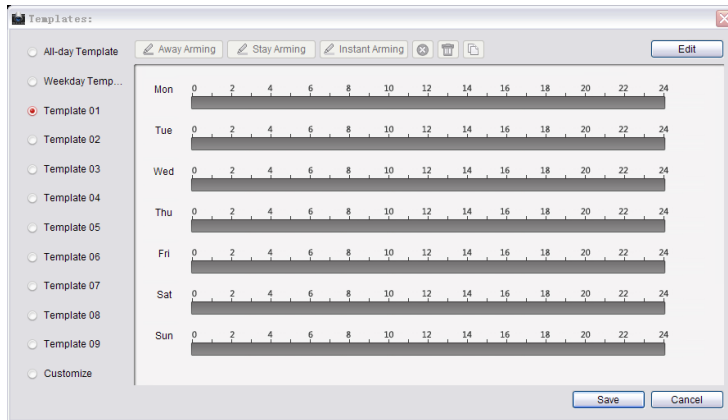 Templates:
All-day Template
Away Arming Stay Arming Instant Arming Edit
Weekday Temp...
Template 01
Template 02
Template 03
Template 04
Template 05
Template 06
Template 07
Template 08
Template 09
Customize
Mon 0 2 4 6 8 10 12 14 16 18 20 22 24
Tue 0 2 4 6 8 10 12 14 16 18 20 22 24
Wed 0 2 4 6 8 10 12 14 16 18 20 22 24
Thu 0 2 4 6 8 10 12 14 16 18 20 22 24
Fri 0 2 4 6 8 10 12 14 16 18 20 22 24
Sat 0 2 4 6 8 10 12 14 16 18 20 22 24
Sun 0 2 4 6 8 10 12 14 16 18 20 22 24
Save Cancel